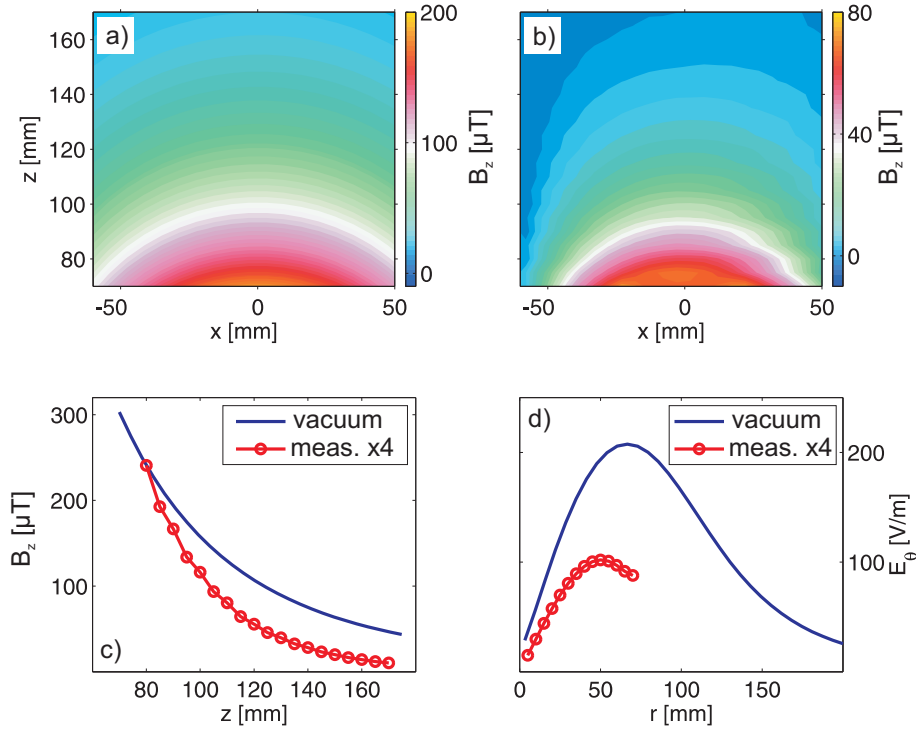 a)
z [mm]
160
140
120
100
80
-50 0 50
x [mm]
200
100
0
B_z [µT]
b)
-50 0 50
x [mm]
80
40
0
B_z [µT]
vacuum
meas. x4
c)
B_z [µT]
300
200
100
80 100 120 140 160
z [mm]
d)
vacuum
meas. x4
200
100
E_θ [V/m]
0 50 100 150
r [mm]